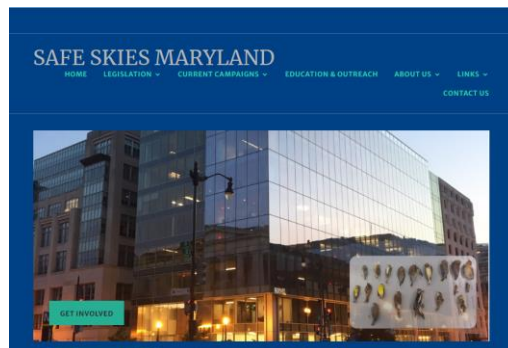 SAFE SKIES MARYLAND
HOME LEGISLATION CURRENT CAMPAIGNS EDUCATION & OUTREACH ABOUT US LINKS
CONTACT US
GET INVOLVED